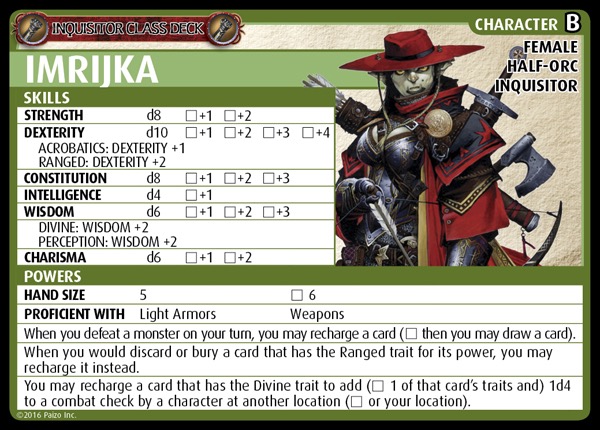 INQUISITOR CLASS DECK
CHARACTER B
IMRIJKA
FEMALE
HALF-ORC
INQUISITOR
SKILLS
STRENGTH d8 □+1 □+2
DEXTERITY d10 □+1 □+2 □+3 □+4
ACROBATICS: DEXTERITY +1
RANGED: DEXTERITY +2
CONSTITUTION d8 □+1 □+2 □+3
INTELLIGENCE d4 □+1
WISDOM d6 □+1 □+2 □+3
DIVINE: WISDOM +2
PERCEPTION: WISDOM +2
CHARISMA d6 □+1 □+2
POWERS
HAND SIZE 5 □ 6
PROFICIENT WITH Light Armors Weapons
When you defeat a monster on your turn, you may recharge a card (□ then you may draw a card).
When you would discard or bury a card that has the Ranged trait for its power, you may
recharge it instead.
You may recharge a card that has the Divine trait to add (□ 1 of that card's traits and) 1d4
to a combat check by a character at another location (□ or your location).
©2016 Paizo Inc.